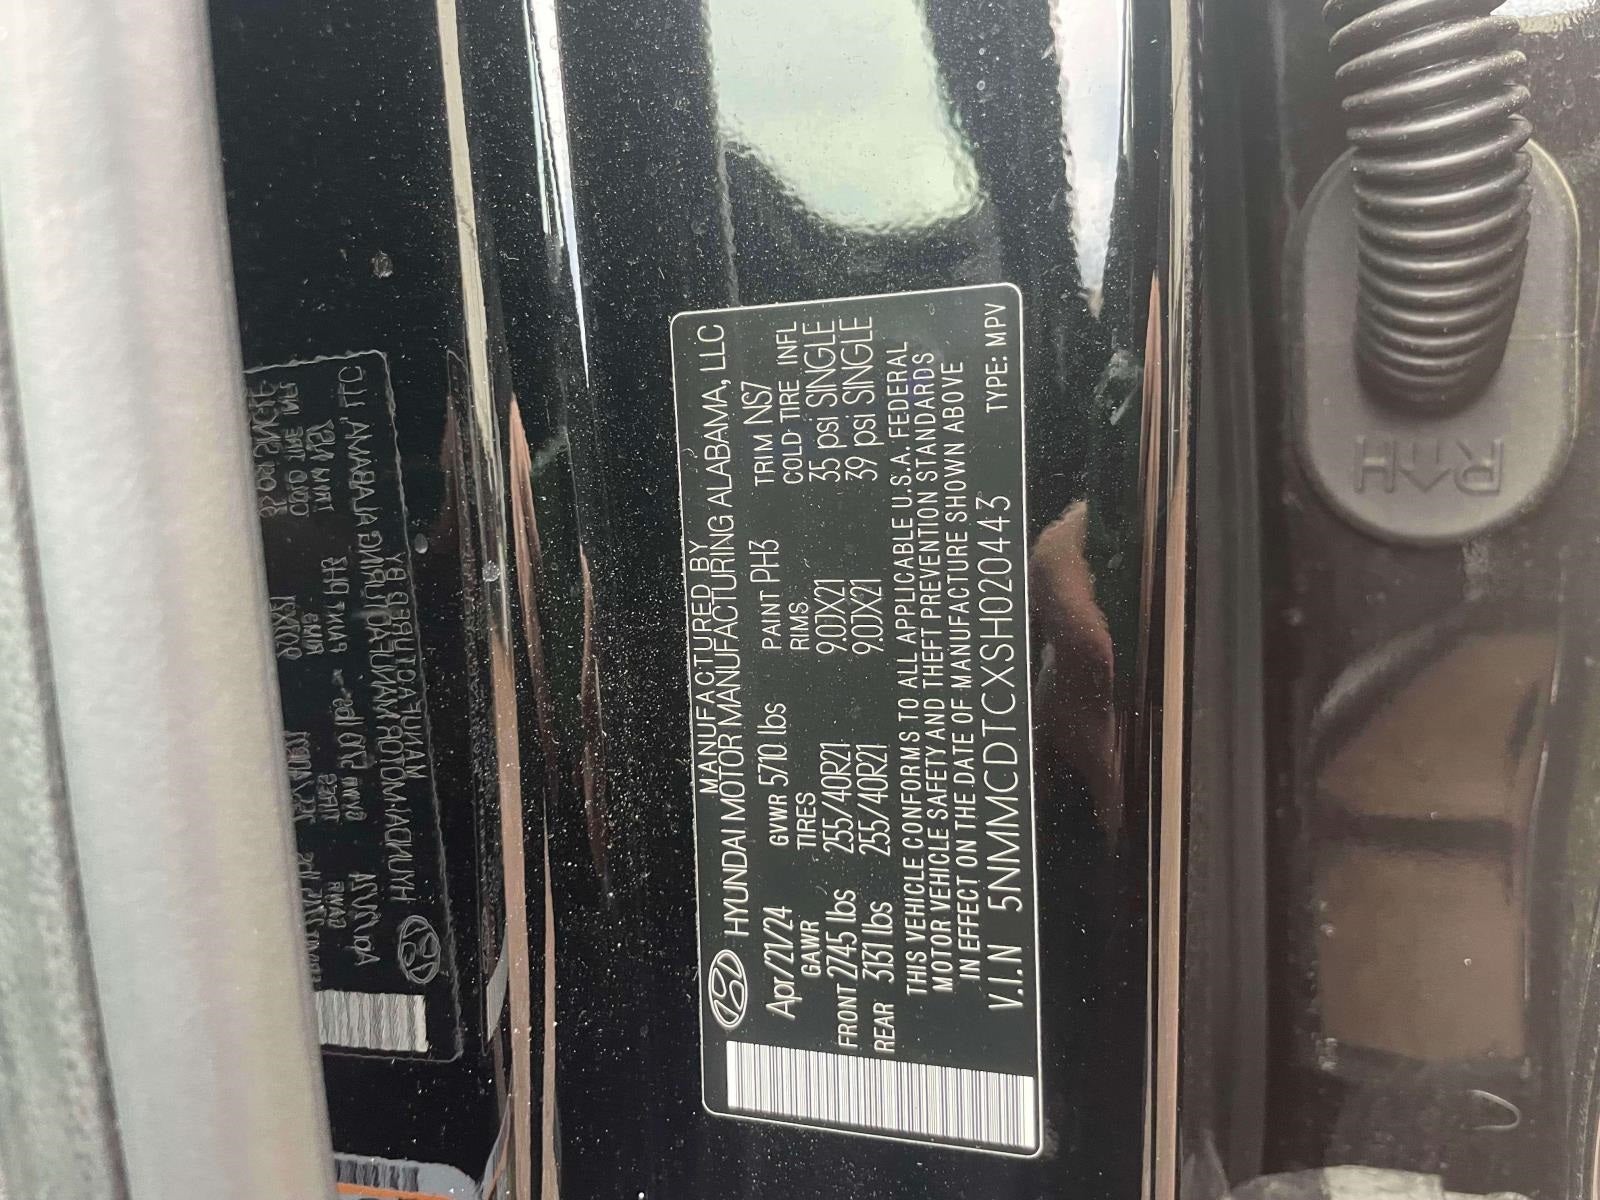 MANUFACTURED BY
HYUNDAI MOTOR MANUFACTURING ALABAMA, LLC
Apr/21/24 GVWR 5710 lbs PAINT PH3 TRIM NS7
GAWR TIRES RIMS COLD TIRE INFL
FRONT 2745 lbs 255/40R21 9.0JX21 35 psi SINGLE
REAR 3131 lbs 255/40R21 9.0JX21 39 psi SINGLE
THIS VEHICLE CONFORMS TO ALL APPLICABLE U.S.A. FEDERAL
MOTOR VEHICLE SAFETY AND THEFT PREVENTION STANDARDS
IN EFFECT ON THE DATE OF MANUFACTURE SHOWN ABOVE
V.I.N 5NMMCDTCXSH020443 TYPE: MPV
R↑H